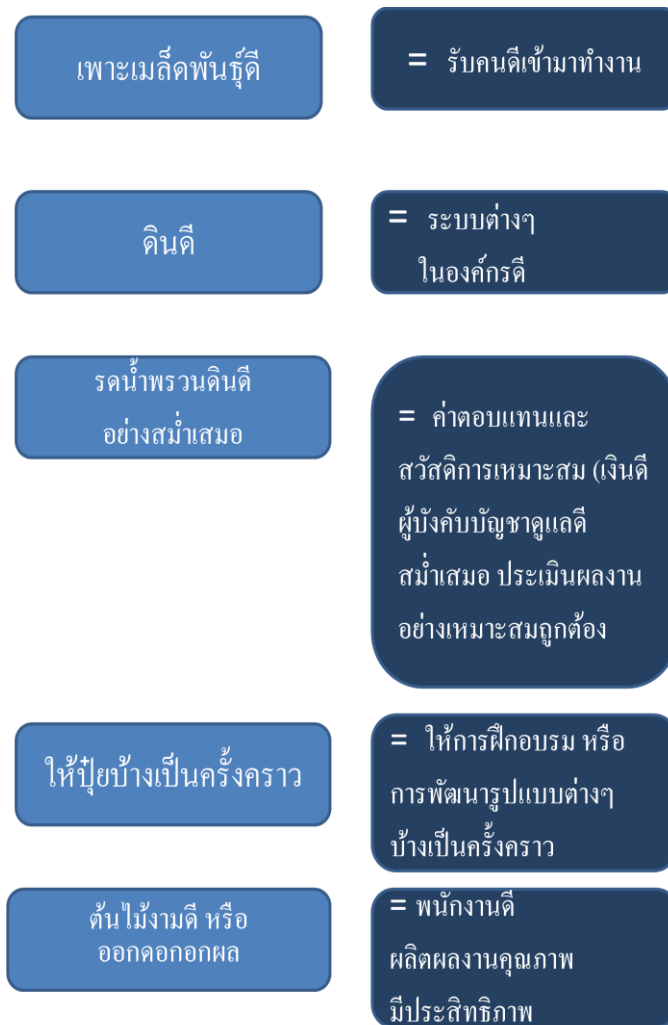 เพาะเมล็ดพันธุ์ดี
= รับคนดีเข้ามาทำงาน
ดินดี
= ระบบต่างๆ
ในองค์กรดี
รดน้ำพรวนดินดี
อย่างสม่ำเสมอ
= ค่าตอบแทนและ
สวัสดิการเหมาะสม (เงินดี
ผู้บังคับบัญชาดูแลดี
สม่ำเสมอ ประเมินผลงาน
อย่างเหมาะสมถูกต้อง
ให้ปุ๋ยบ้างเป็นครั้งคราว
= ให้การฝึกอบรม หรือ
การพัฒนารูปแบบต่างๆ
บ้างเป็นครั้งคราว
ต้นไม้งามดี หรือ
ออกดอกอกผล
= พนักงานดี
ผลิตผลงานคุณภาพ
มีประสิทธิภาพ